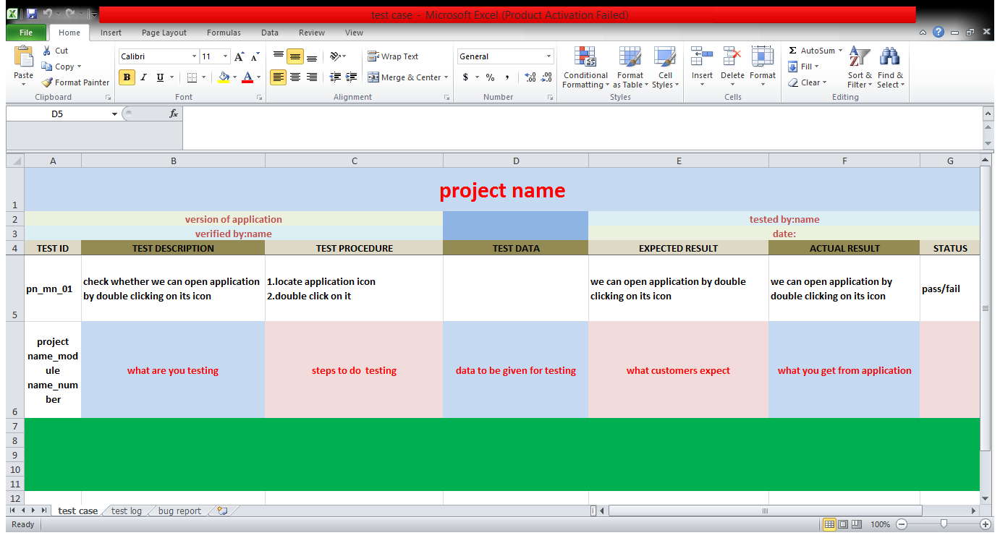 test case - Microsoft Excel (Product Activation Failed)
File Home Insert Page Layout Formulas Data Review View
Cut
Copy
Format Painter
Paste
Clipboard
Calibri 11
B I U
Font
Wrap Text
Merge & Center
Alignment
General
$ % ,
Number
Conditional Formatting
Format as Table
Cell Styles
Styles
Insert Delete Format
Cells
AutoSum
Fill
Clear
Sort & Filter
Find & Select
Editing
D5 fx
A B C D E F G
1 project name
2 version of application tested by:name
3 verified by:name date:
4 TEST ID TEST DESCRIPTION TEST PROCEDURE TEST DATA EXPECTED RESULT ACTUAL RESULT STATUS
5
pn_mn_01
check whether we can open application
by double clicking on its icon
1.locate application icon
2.double click on it
we can open application by double
clicking on its icon
we can open application by
double clicking on its icon
pass/fail
6
project
name_mod
ule
name_num
ber
what are you testing
steps to do  testing
data to be given for testing
what customers expect
what you get from application
7
8
9
10
11
12
test case test log bug report
Ready 100%